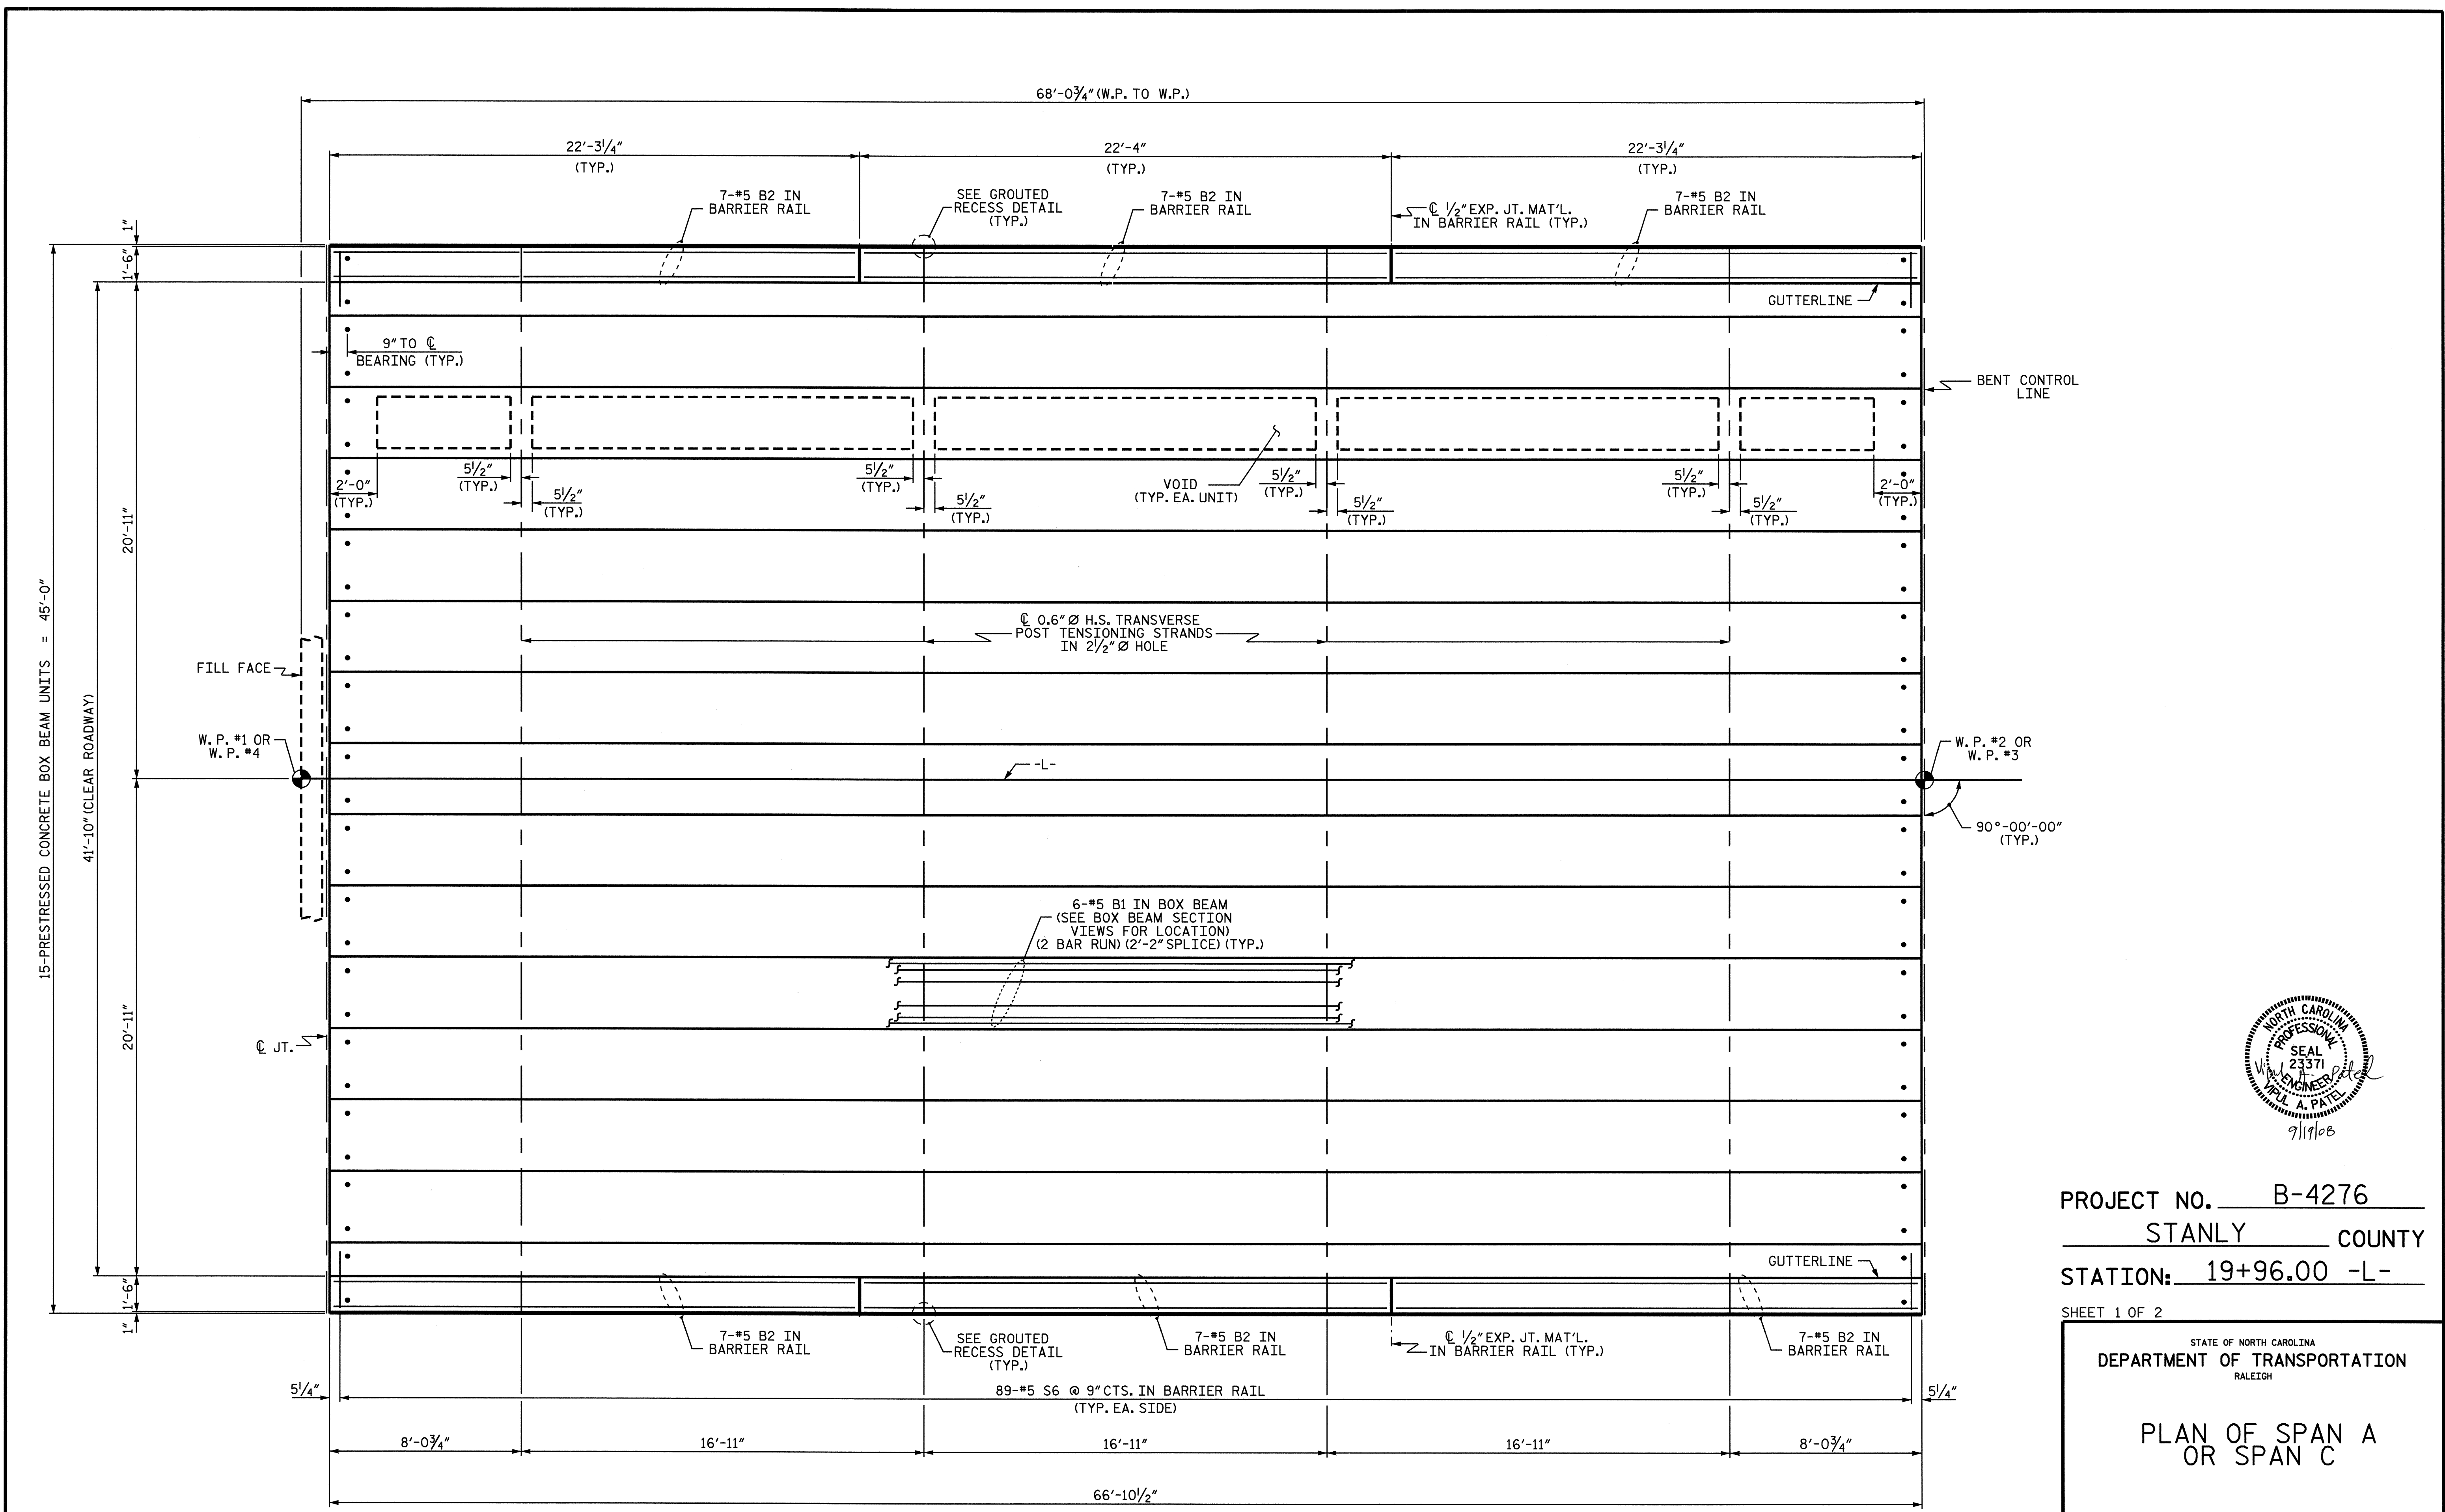 68'-0¾" (W.P. TO W.P.)
22'-3¼"
(TYP.)
22'-4"
(TYP.)
22'-3¼"
(TYP.)
7-#5 B2 IN
BARRIER RAIL
SEE GROUTED
RECESS DETAIL
(TYP.)
7-#5 B2 IN
BARRIER RAIL
℄ ½" EXP. JT. MAT'L.
IN BARRIER RAIL (TYP.)
7-#5 B2 IN
BARRIER RAIL
1"
1'-6"
GUTTERLINE
9" TO ℄
BEARING (TYP.)
BENT CONTROL
LINE
2'-0"
(TYP.)
5½"
(TYP.)
5½"
(TYP.)
5½"
(TYP.)
5½"
(TYP.)
VOID
(TYP. EA. UNIT)
5½"
(TYP.)
5½"
(TYP.)
5½"
(TYP.)
5½"
(TYP.)
2'-0"
(TYP.)
20'-11"
15-PRESTRESSED CONCRETE BOX BEAM UNITS = 45'-0"
41'-10" (CLEAR ROADWAY)
℄ 0.6" Ø H.S. TRANSVERSE
POST TENSIONING STRANDS
IN 2½" Ø HOLE
FILL FACE
W.P. #1 OR
W.P. #4
-L-
W.P. #2 OR
W.P. #3
90°-00'-00"
(TYP.)
6-#5 B1 IN BOX BEAM
(SEE BOX BEAM SECTION
VIEWS FOR LOCATION)
(2 BAR RUN) (2'-2" SPLICE) (TYP.)
20'-11"
℄ JT.
GUTTERLINE
1'-6"
1"
7-#5 B2 IN
BARRIER RAIL
SEE GROUTED
RECESS DETAIL
(TYP.)
7-#5 B2 IN
BARRIER RAIL
℄ ½" EXP. JT. MAT'L.
IN BARRIER RAIL (TYP.)
7-#5 B2 IN
BARRIER RAIL
5¼"
89-#5 S6 @ 9" CTS. IN BARRIER RAIL
(TYP. EA. SIDE)
5¼"
8'-0¾"
16'-11"
16'-11"
16'-11"
8'-0¾"
66'-10½"
NORTH CAROLINA
PROFESSIONAL
SEAL
23371
ENGINEER
VIPUL A. PATEL
Vipul A. Patel
9/19/08
PROJECT NO. B-4276
STANLY COUNTY
STATION: 19+96.00 -L-
SHEET 1 OF 2
STATE OF NORTH CAROLINA
DEPARTMENT OF TRANSPORTATION
RALEIGH
PLAN OF SPAN A
OR SPAN C